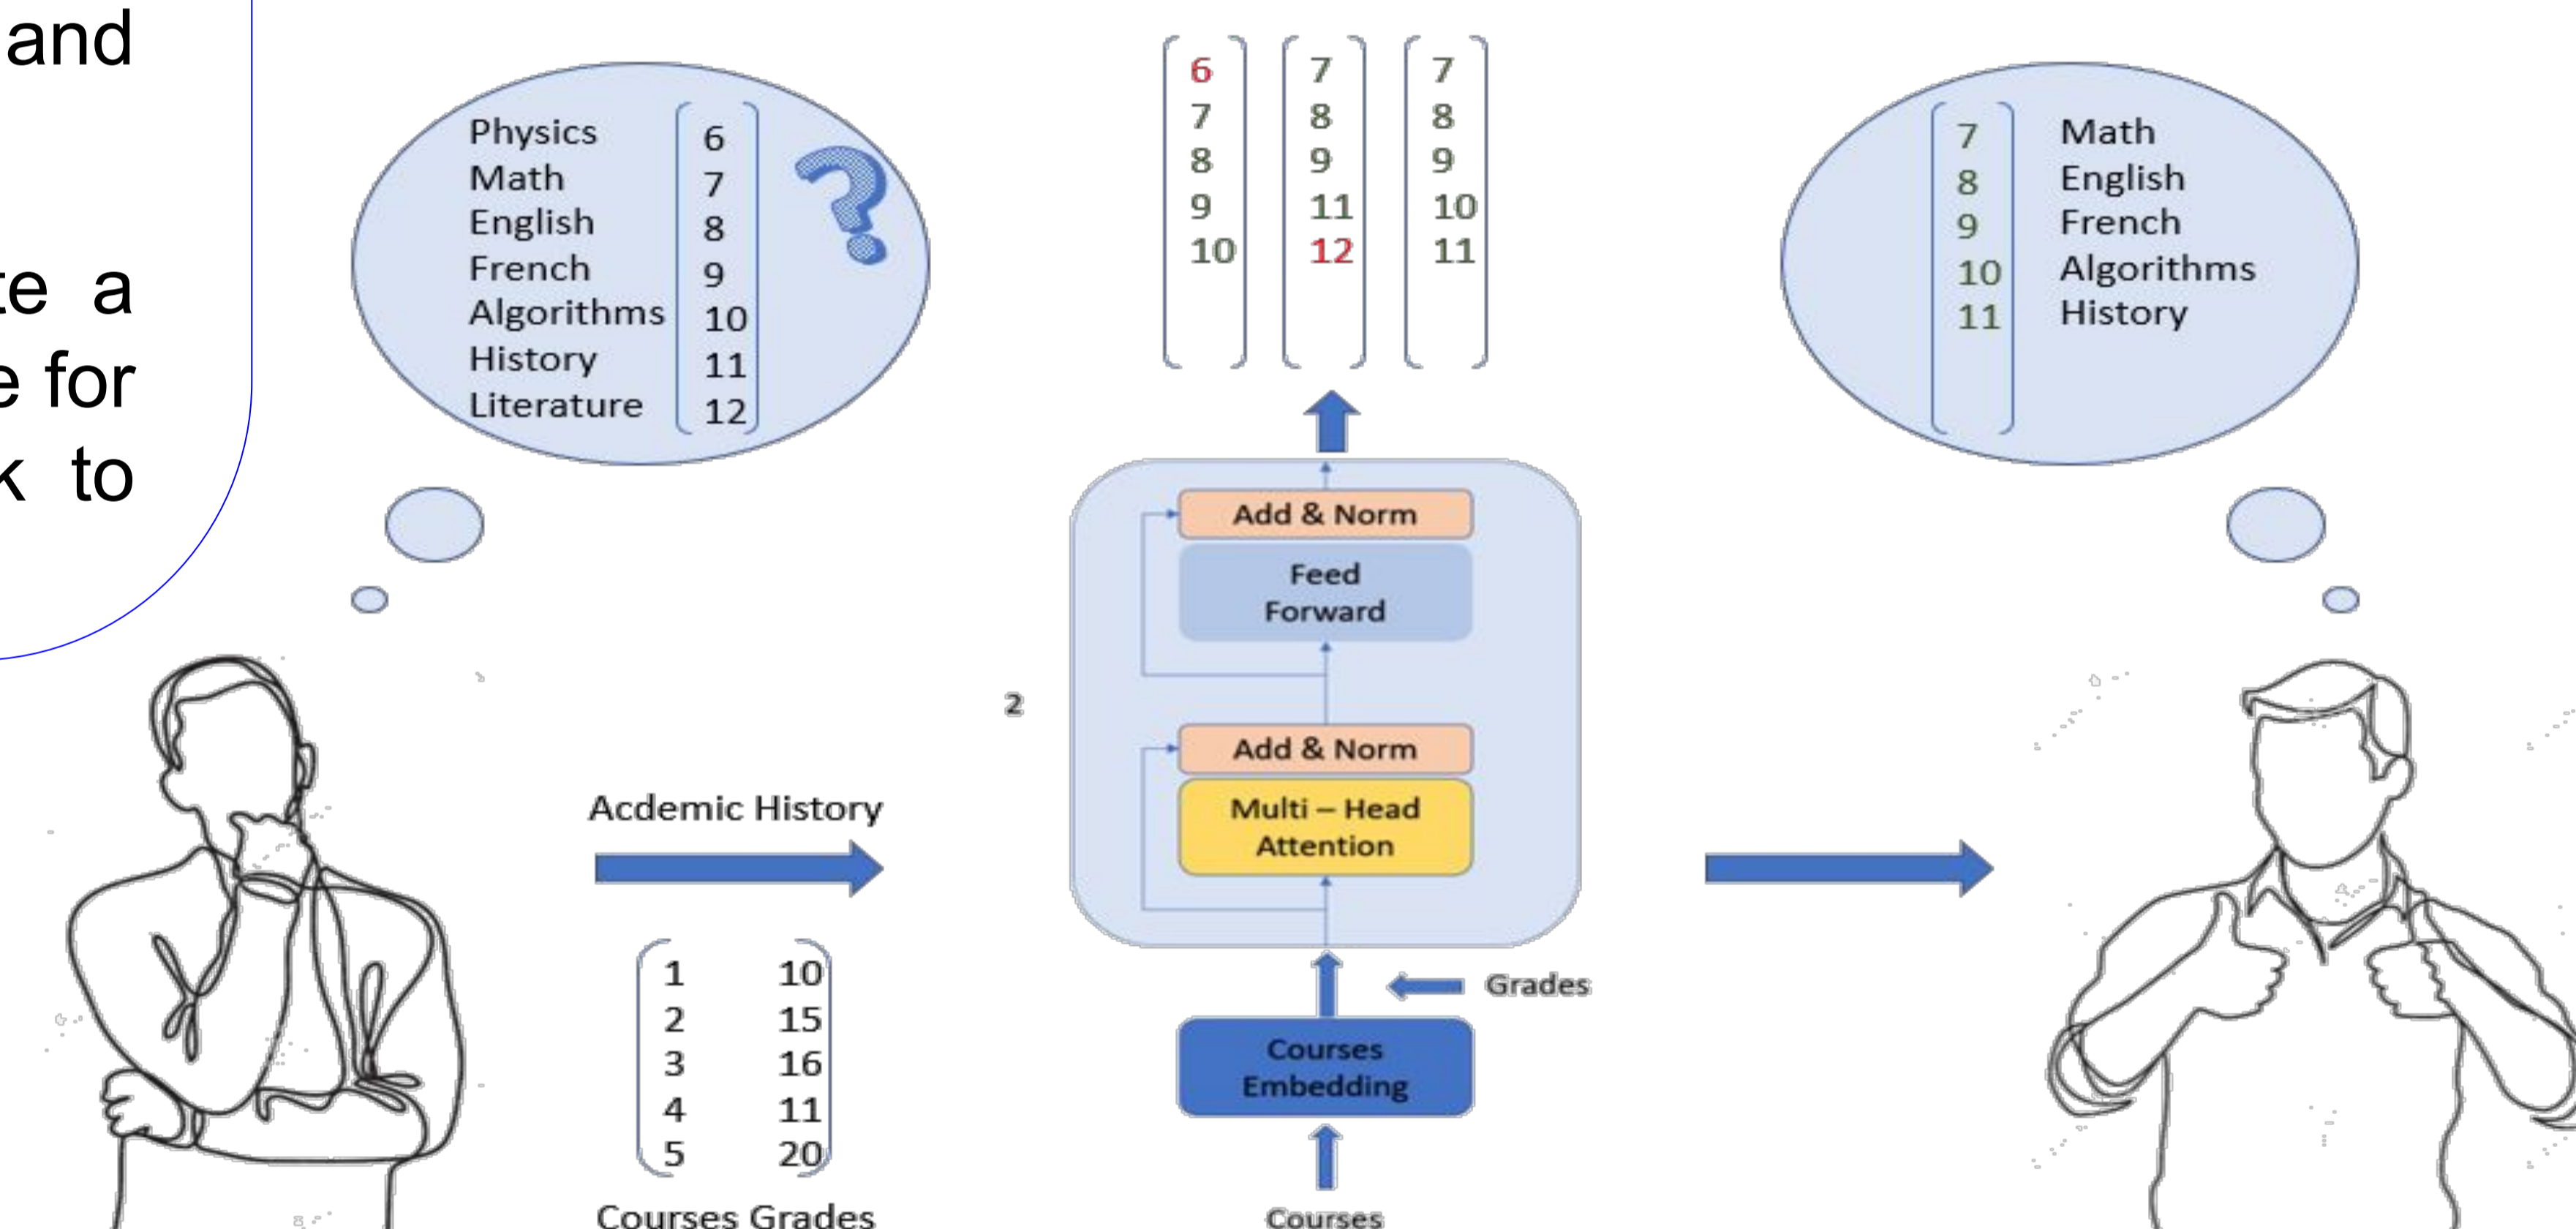 and
te a
e for
k to
Physics 6
Math 7
English 8
French 9
Algorithms 10
History 11
Literature 12
?
6 7 7
7 8 8
8 9 9
9 11 10
10 12 11
7 Math
8 English
9 French
10 Algorithms
11 History
Add & Norm
Feed
Forward
2
Add & Norm
Multi – Head
Attention
Acdemic History
1 10
2 15
3 16
4 11
5 20
Courses Grades
Grades
Courses
Embedding
Courses